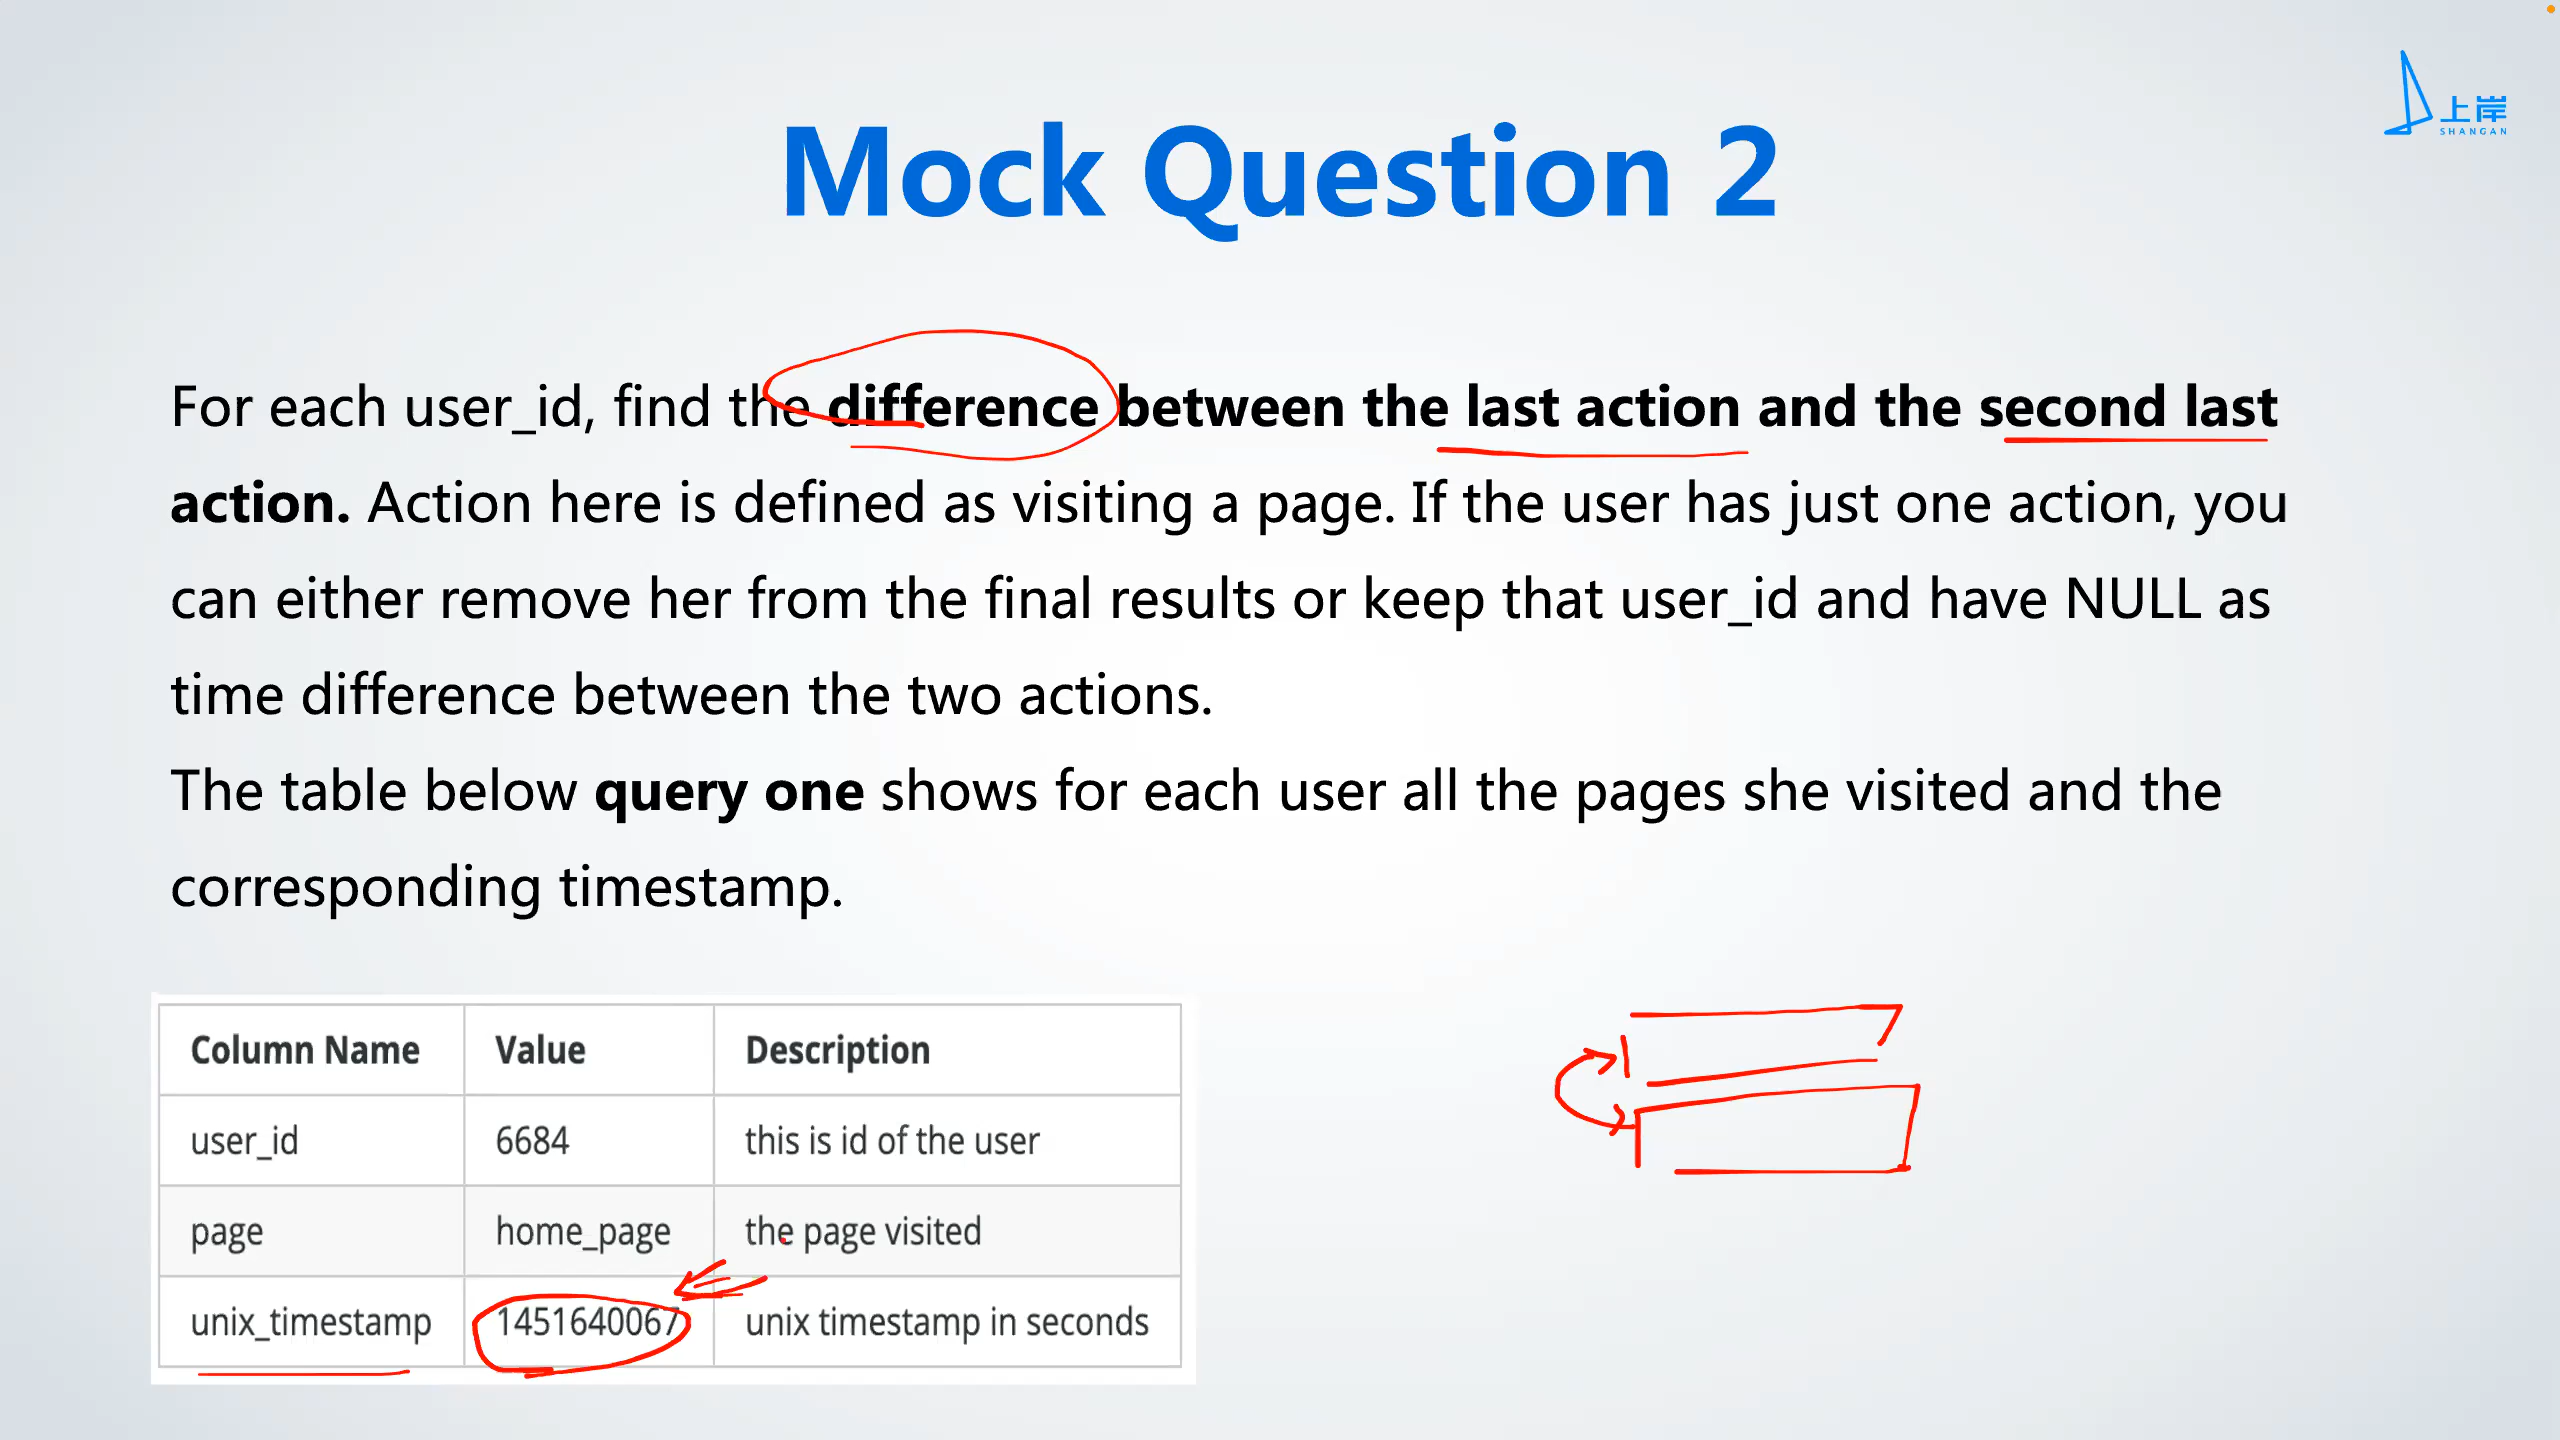 上岸
SHANGAN
Mock Question 2
For each user_id, find the difference between the last action and the second last
action. Action here is defined as visiting a page. If the user has just one action, you
can either remove her from the final results or keep that user_id and have NULL as
time difference between the two actions.
The table below query one shows for each user all the pages she visited and the
corresponding timestamp.
Column Name Value Description
user_id 6684 this is id of the user
page home_page the page visited
unix_timestamp 1451640067 unix timestamp in seconds